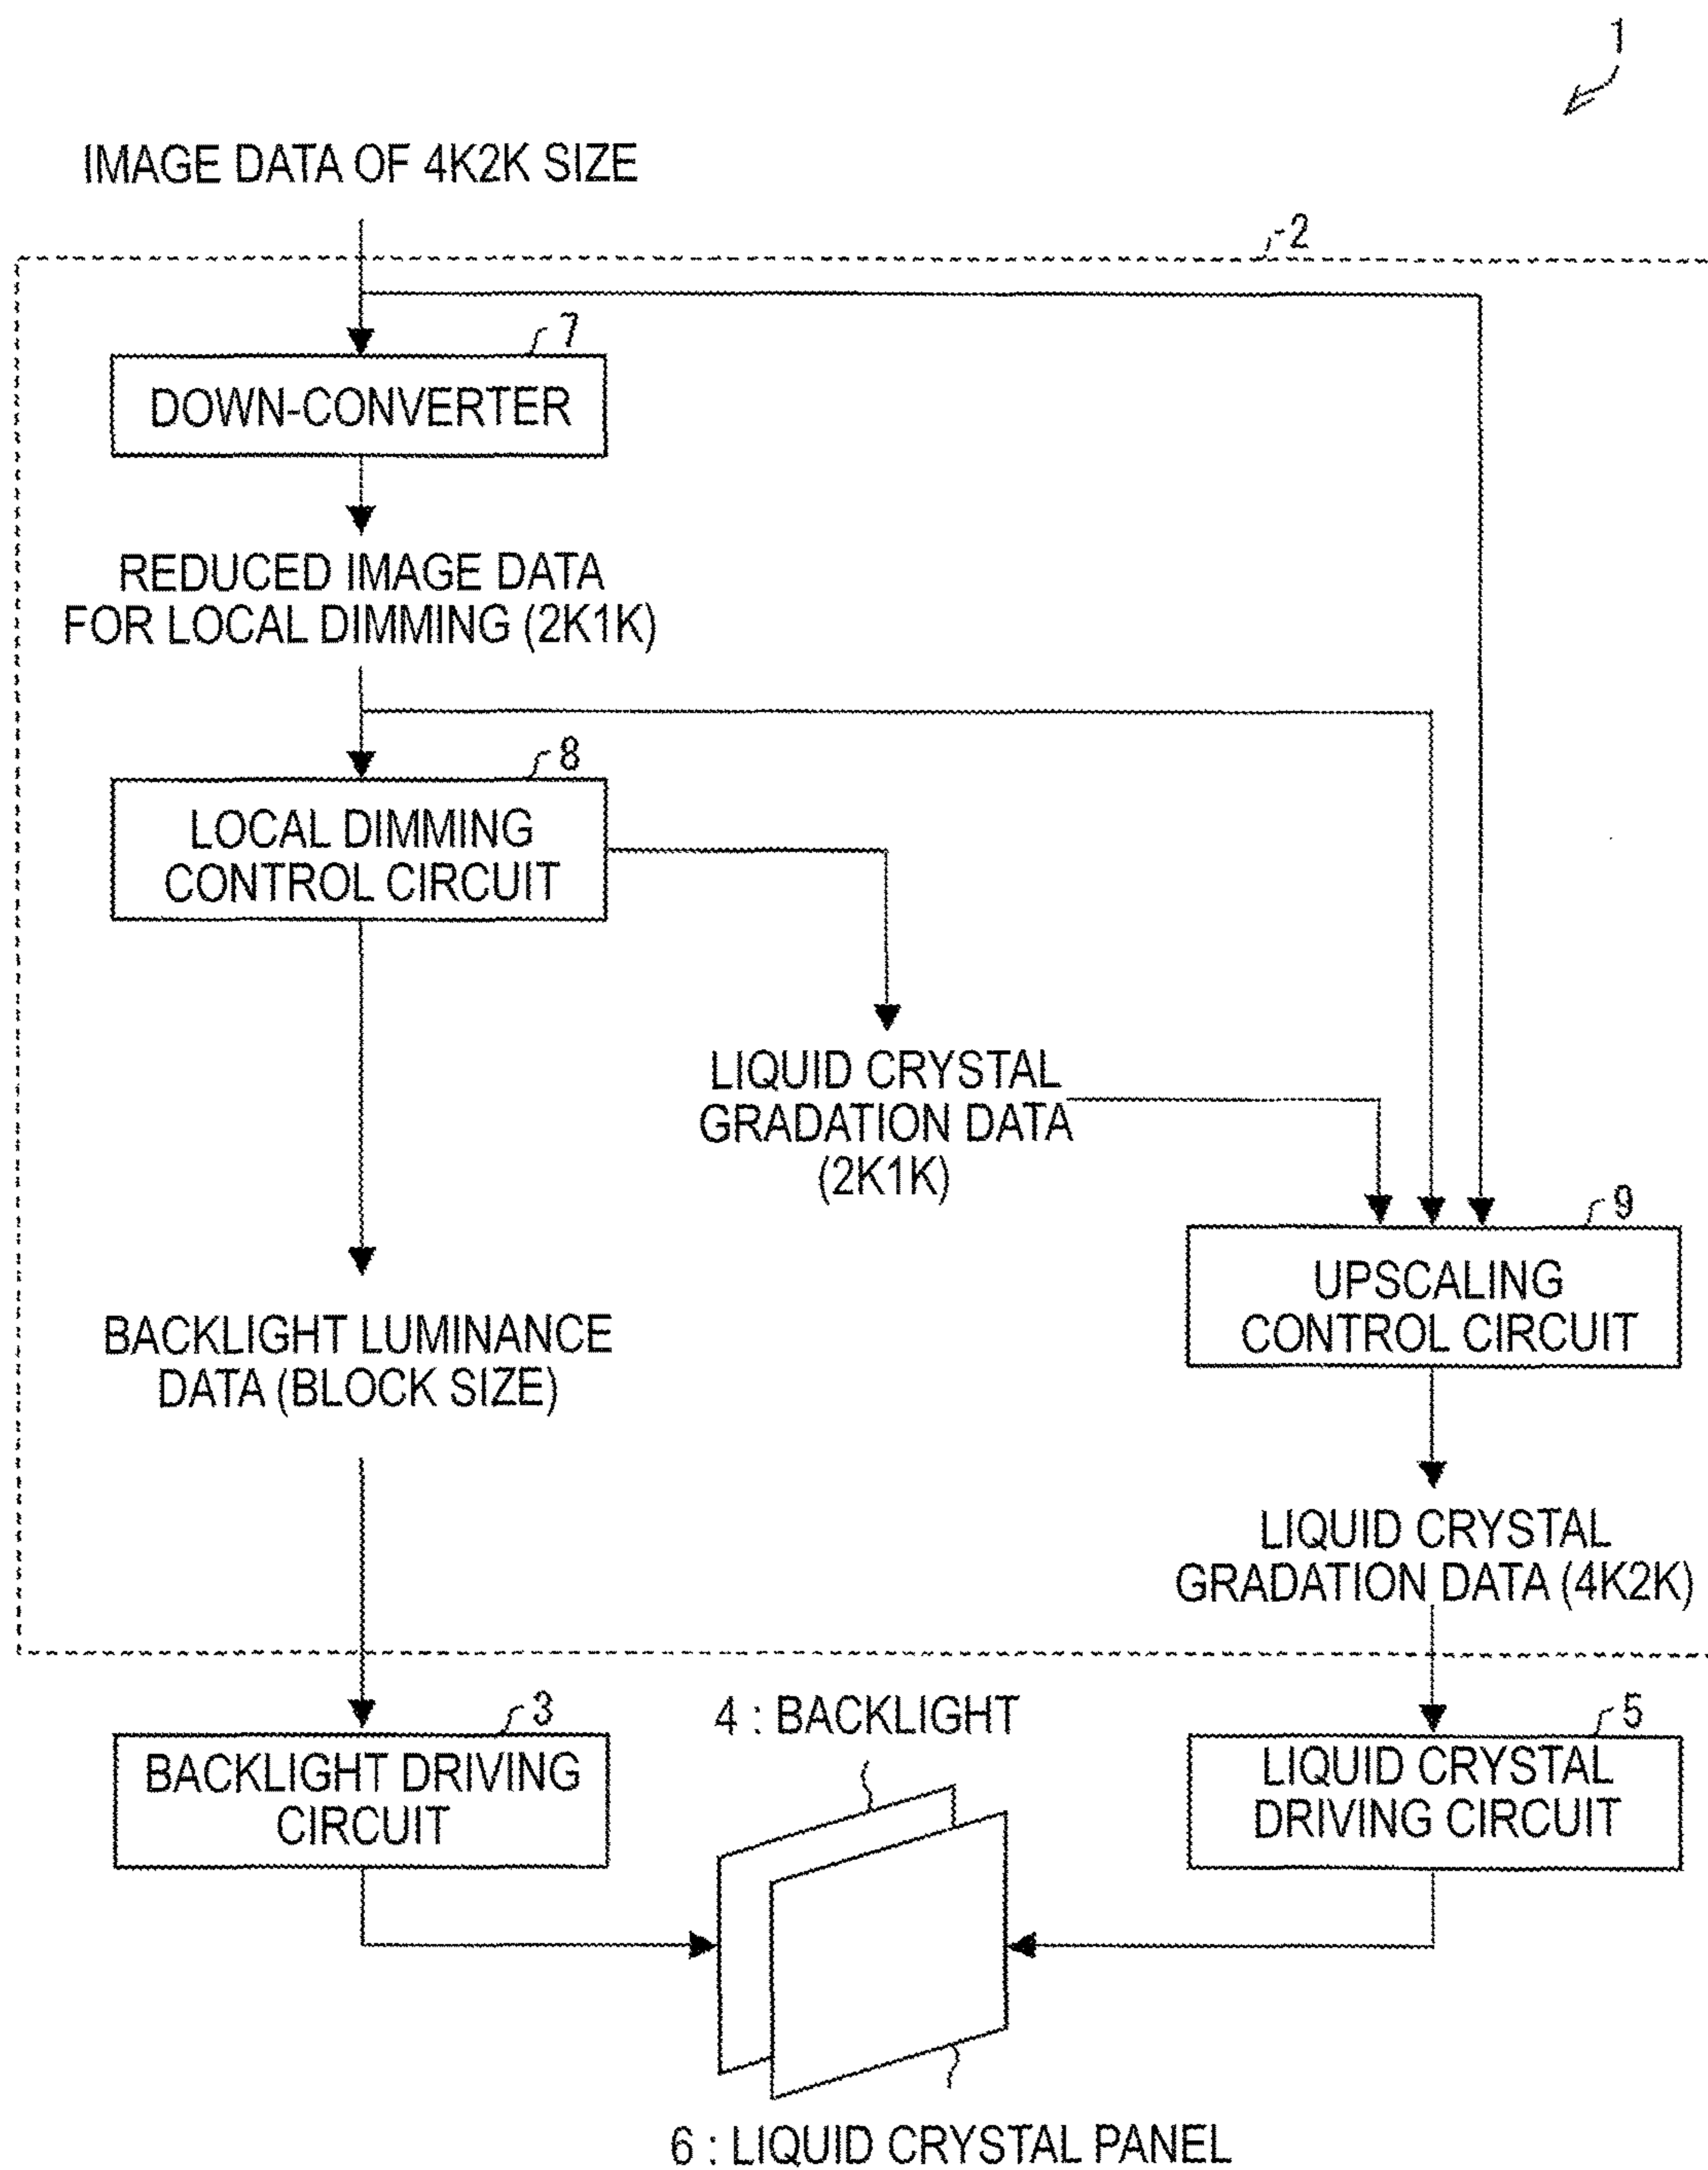 1
IMAGE DATA OF 4K2K SIZE
2
7
DOWN-CONVERTER
REDUCED IMAGE DATA
FOR LOCAL DIMMING (2K1K)
8
LOCAL DIMMING
CONTROL CIRCUIT
LIQUID CRYSTAL
GRADATION DATA
(2K1K)
9
UPSCALING
CONTROL CIRCUIT
BACKLIGHT LUMINANCE
DATA (BLOCK SIZE)
LIQUID CRYSTAL
GRADATION DATA (4K2K)
3
BACKLIGHT DRIVING
CIRCUIT
4 : BACKLIGHT
5
LIQUID CRYSTAL
DRIVING CIRCUIT
6 : LIQUID CRYSTAL PANEL